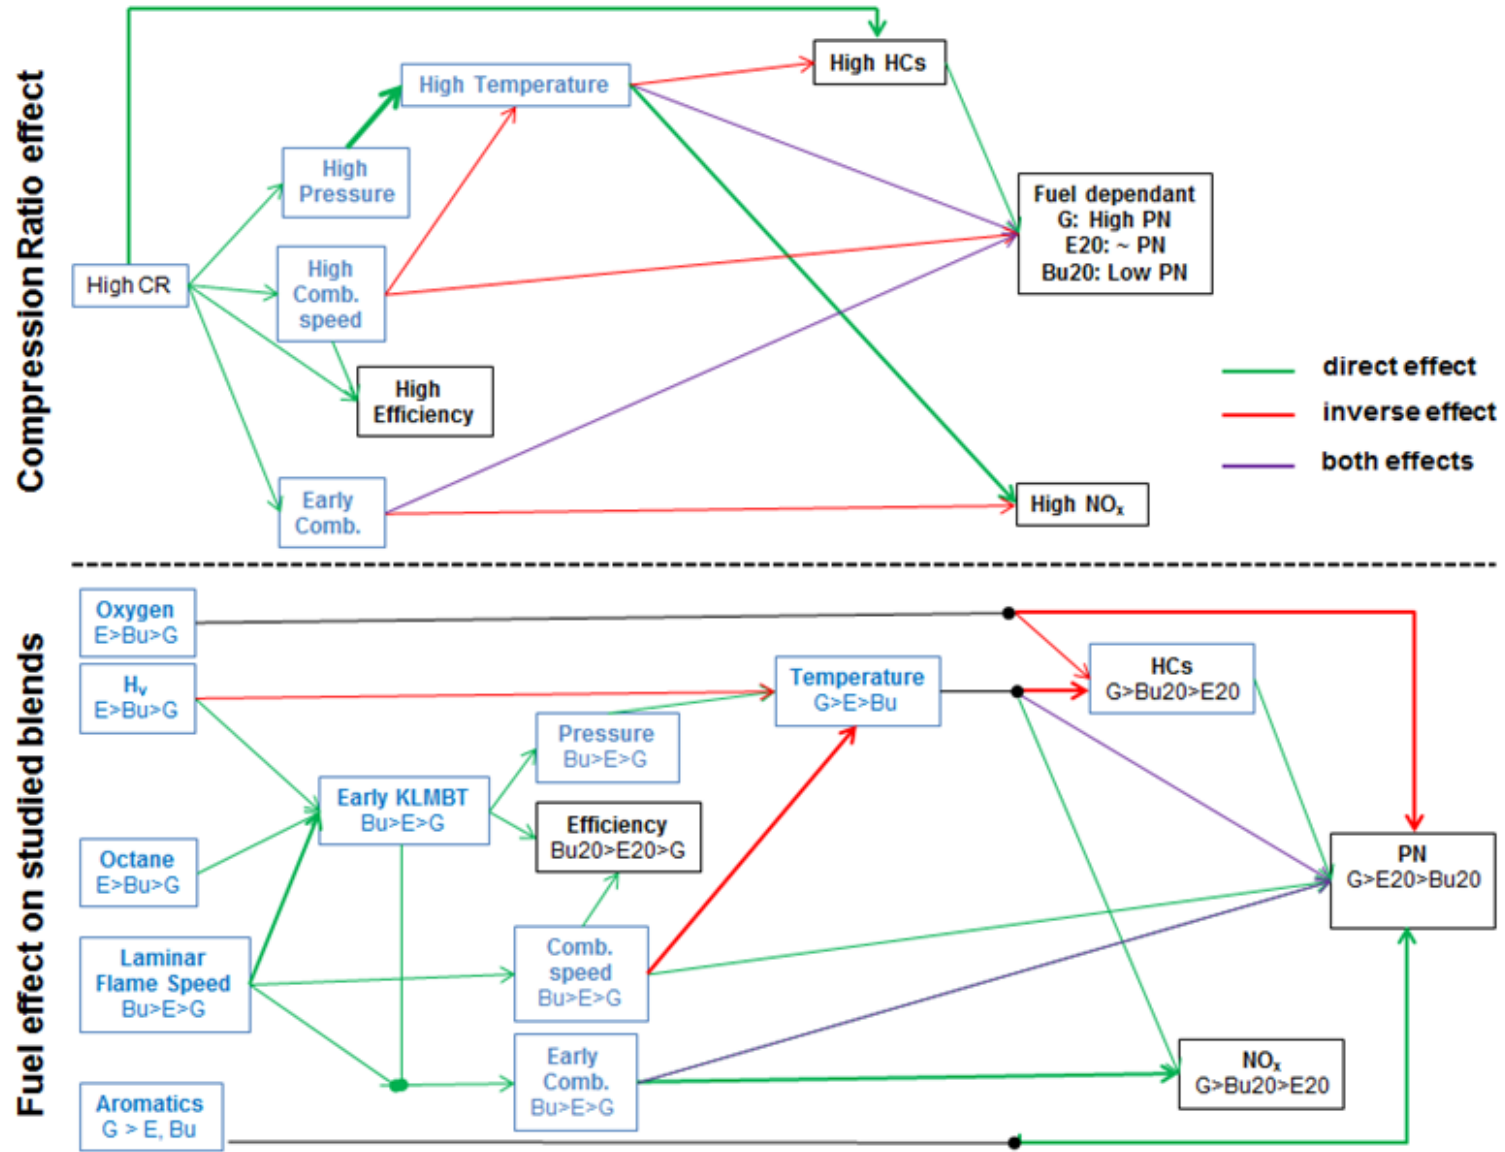 Compression Ratio effect
High HCs
High Temperature
High
Pressure
Fuel dependant
G: High PN
E20: ~ PN
Bu20: Low PN
High CR
High
Comb.
speed
High
Efficiency
direct effect
inverse effect
both effects
Early
Comb.
High NOx
Fuel effect on studied blends
Oxygen
E>Bu>G
Hv
E>Bu>G
Temperature
G>E>Bu
HCs
G>Bu20>E20
Pressure
Bu>E>G
Early KLMBT
Bu>E>G
Efficiency
Bu20>E20>G
Octane
E>Bu>G
PN
G>E20>Bu20
Laminar
Flame Speed
Bu>E>G
Comb.
speed
Bu>E>G
Early
Comb.
Bu>E>G
NOx
G>Bu20>E20
Aromatics
G > E, Bu